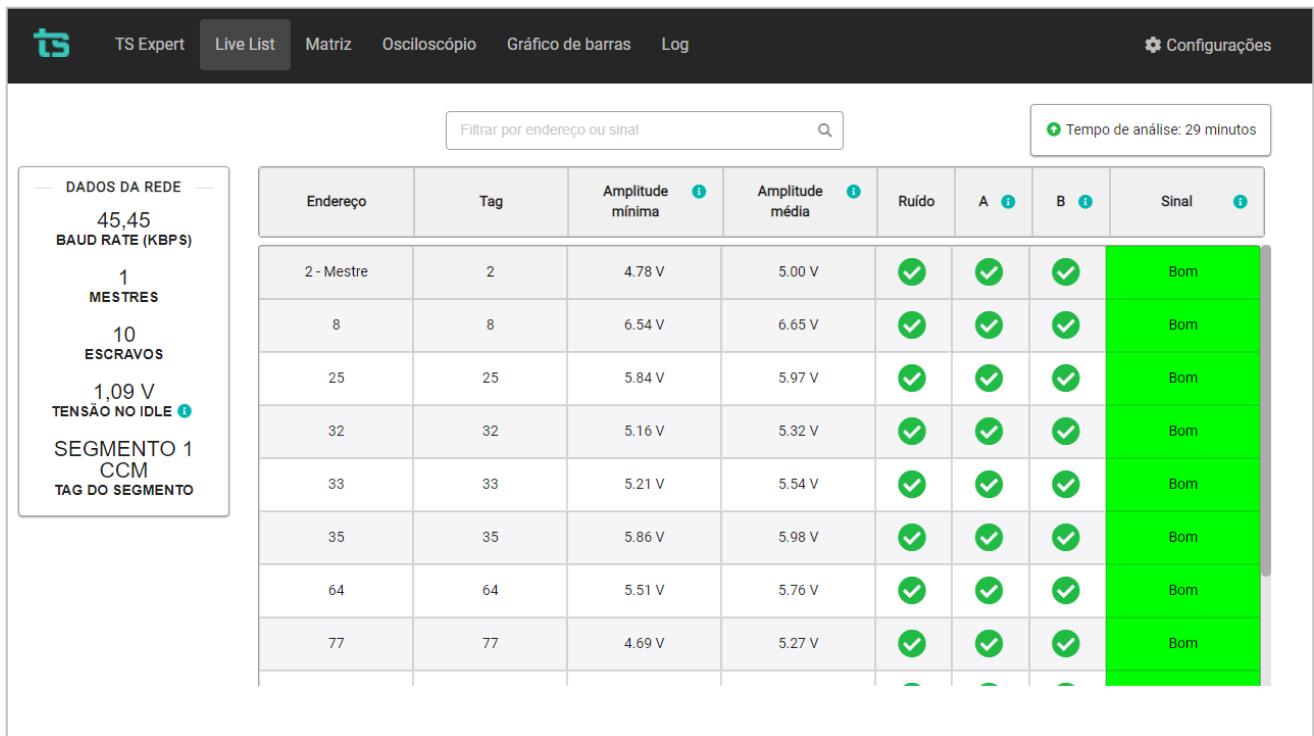 ts TS Expert Live List Matriz Osciloscópio Gráfico de barras Log Configurações
Filtrar por endereço ou sinal
Tempo de análise: 29 minutos
DADOS DA REDE
45,45
BAUD RATE (KBPS)
1
MESTRES
10
ESCRAVOS
1,09 V
TENSÃO NO IDLE
SEGMENTO 1
CCM
TAG DO SEGMENTO
Endereço Tag Amplitude mínima Amplitude média Ruído A B Sinal
2 - Mestre 2 4.78 V 5.00 V Bom
8 8 6.54 V 6.65 V Bom
25 25 5.84 V 5.97 V Bom
32 32 5.16 V 5.32 V Bom
33 33 5.21 V 5.54 V Bom
35 35 5.86 V 5.98 V Bom
64 64 5.51 V 5.76 V Bom
77 77 4.69 V 5.27 V Bom